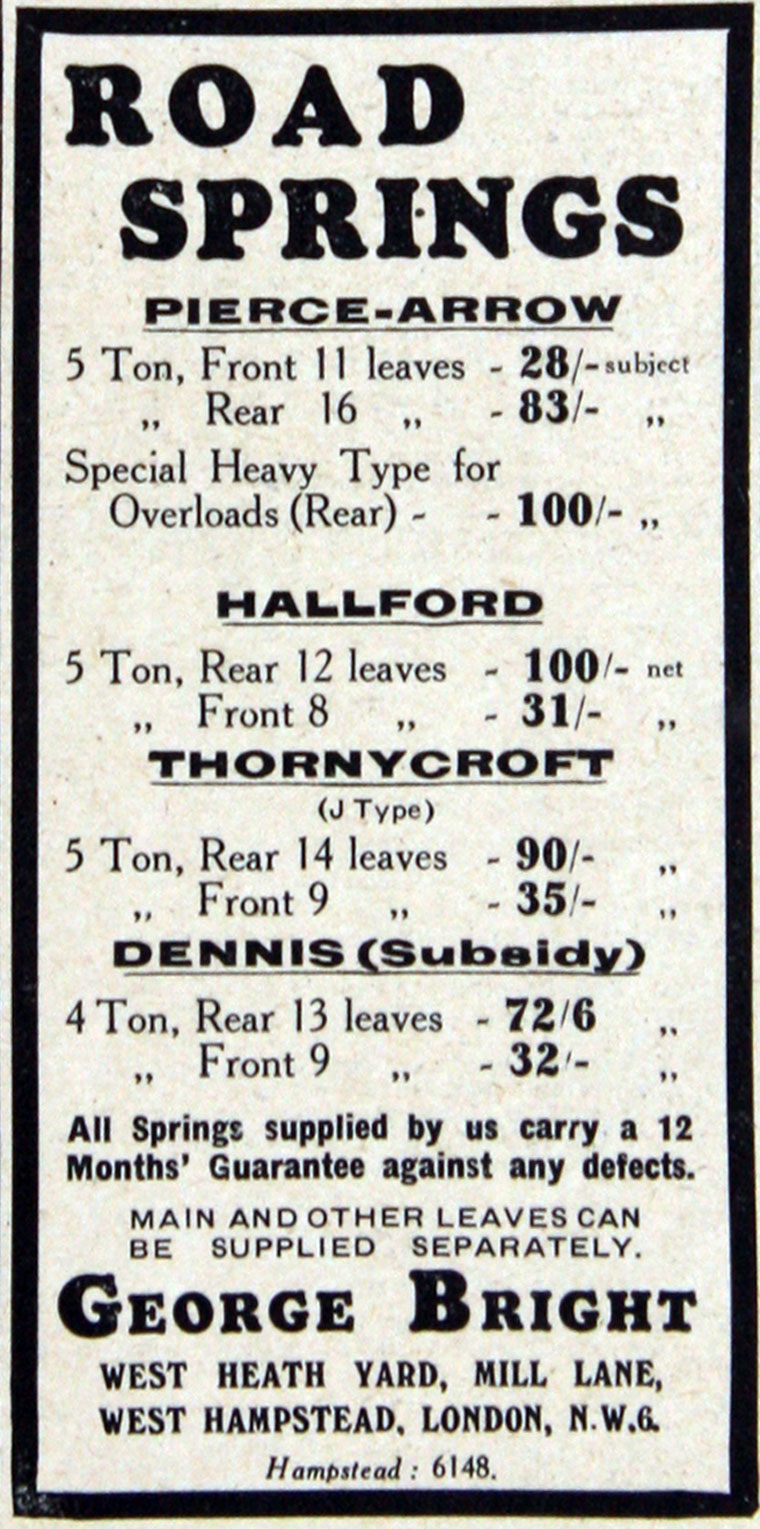 ROAD
SPRINGS
PIERCE-ARROW
5 Ton, Front 11 leaves - 28/- subject
„ Rear 16 „ - 83/- „
Special Heavy Type for
Overloads (Rear) - - 100/- „
HALLFORD
5 Ton, Rear 12 leaves - 100/- net
„ Front 8 „ - 31/- „
THORNYCROFT
(J Type)
5 Ton, Rear 14 leaves - 90/- „
„ Front 9 „ - 35/- „
DENNIS (Subsidy)
4 Ton, Rear 13 leaves - 72/6 „
„ Front 9 „ - 32/- „
All Springs supplied by us carry a 12
Months' Guarantee against any defects.
MAIN AND OTHER LEAVES CAN
BE SUPPLIED SEPARATELY.
GEORGE BRIGHT
WEST HEATH YARD, MILL LANE,
WEST HAMPSTEAD, LONDON, N.W.6.
Hampstead : 6148.